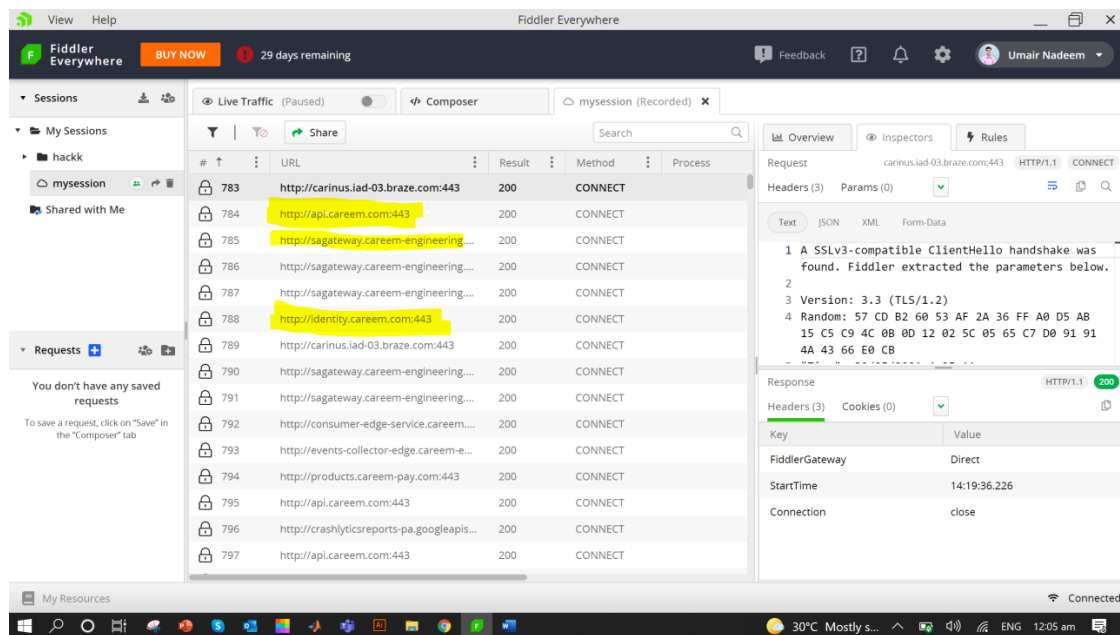 View Help Fiddler Everywhere
Fiddler
Everywhere
BUY NOW
29 days remaining
Feedback
Umair Nadeem
Sessions
My Sessions
hackk
mysession
Shared with Me
Requests
You don't have any saved
requests
To save a request, click on "Save" in
the "Composer" tab
Live Traffic (Paused)
Composer
mysession (Recorded)
Share
Search
# URL Result Method Process
783 http://carinus.iad-03.braze.com:443 200 CONNECT
784 http://api.careem.com:443 200 CONNECT
785 http://sagateway.careem-engineering.... 200 CONNECT
786 http://sagateway.careem-engineering.... 200 CONNECT
787 http://sagateway.careem-engineering.... 200 CONNECT
788 http://identity.careem.com:443 200 CONNECT
789 http://carinus.iad-03.braze.com:443 200 CONNECT
790 http://sagateway.careem-engineering.... 200 CONNECT
791 http://sagateway.careem-engineering.... 200 CONNECT
792 http://consumer-edge-service.careem.... 200 CONNECT
793 http://events-collector-edge.careem-e... 200 CONNECT
794 http://products.careem-pay.com:443 200 CONNECT
795 http://api.careem.com:443 200 CONNECT
796 http://crashlyticsreports-pa.googleapis... 200 CONNECT
797 http://api.careem.com:443 200 CONNECT
Overview Inspectors Rules
Request carinus.iad-03.braze.com:443 HTTP/1.1 CONNECT
Headers (3) Params (0)
Text JSON XML Form-Data
1 A SSLv3-compatible ClientHello handshake was
found. Fiddler extracted the parameters below.
2
3 Version: 3.3 (TLS/1.2)
4 Random: 57 CD B2 60 53 AF 2A 36 FF A0 D5 AB
15 C5 C9 4C 0B 0D 12 02 5C 05 65 C7 D0 91 91
4A 43 66 E0 CB
Response HTTP/1.1 200
Headers (3) Cookies (0)
Key Value
FiddlerGateway Direct
StartTime 14:19:36.226
Connection close
My Resources
Connected
30°C Mostly s... ENG 12:05 am